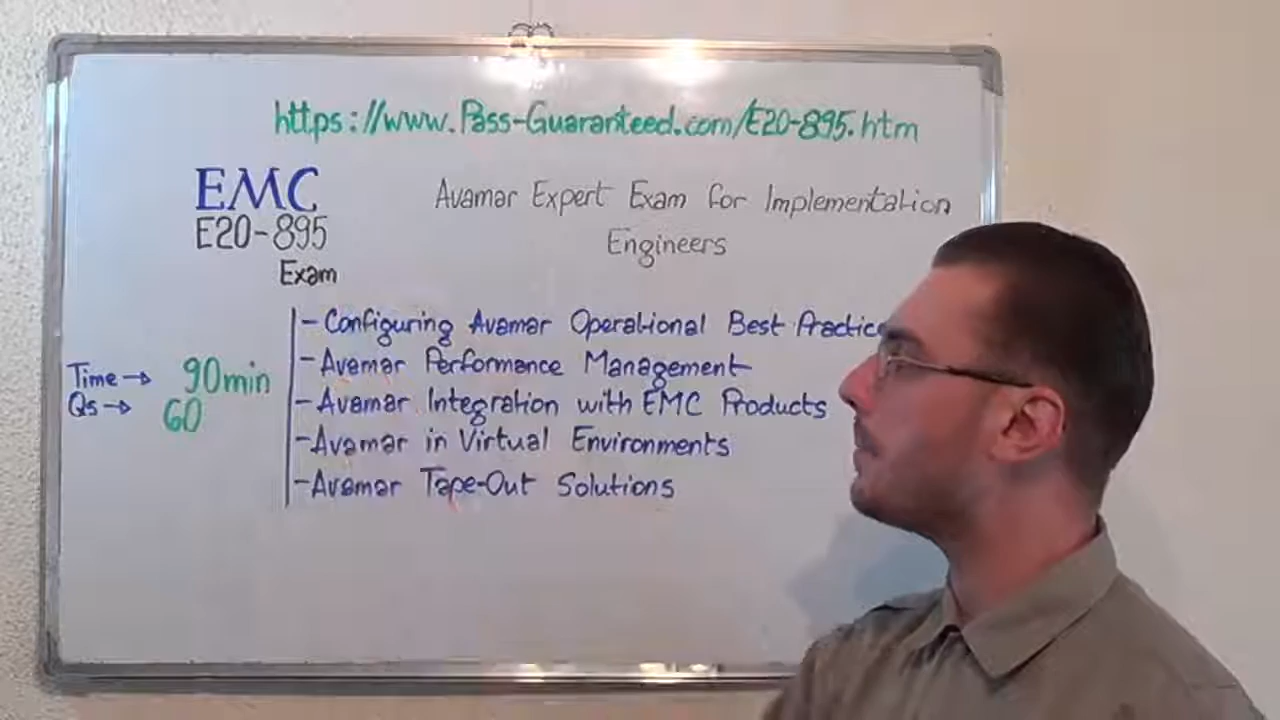 https://www.Pass-Guaranteed.com/E20-895.htm
EMC
E20-895
Exam
Avamar Expert Exam for Implementation
Engineers
Time → 90min
Qs → 60
- Configuring Avamar Operational Best Practic
- Avamar Performance Management
- Avamar Integration with EMC Products
- Avamar in Virtual Environments
- Avamar Tape-Out Solutions